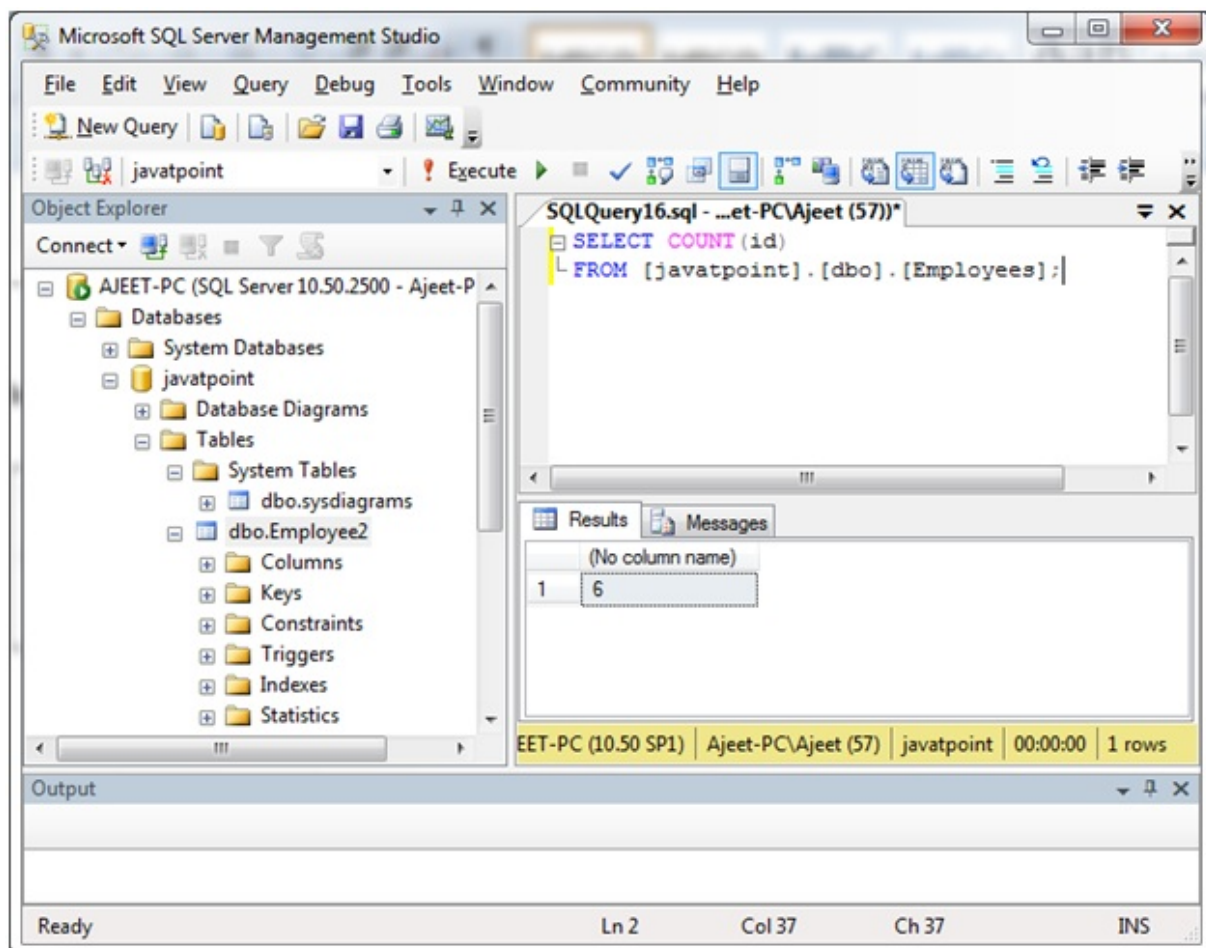 Microsoft SQL Server Management Studio
File Edit View Query Debug Tools Window Community Help
New Query
javatpoint Execute
Object Explorer
Connect
AJEET-PC (SQL Server 10.50.2500 - Ajeet-P
Databases
System Databases
javatpoint
Database Diagrams
Tables
System Tables
dbo.sysdiagrams
dbo.Employee2
Columns
Keys
Constraints
Triggers
Indexes
Statistics
SQLQuery16.sql - ...et-PC\Ajeet (57))*
SELECT COUNT(id)
FROM [javatpoint].[dbo].[Employees];
Results Messages
(No column name)
1 6
EET-PC (10.50 SP1) Ajeet-PC\Ajeet (57) javatpoint 00:00:00 1 rows
Output
Ready Ln 2 Col 37 Ch 37 INS